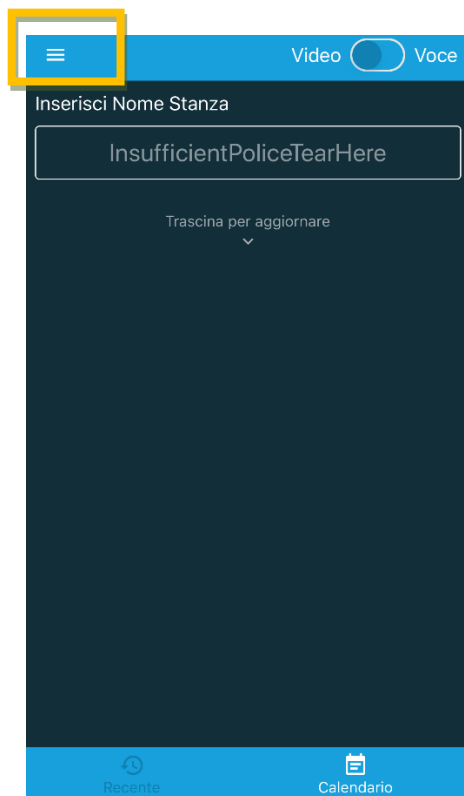 Video Voce
Inserisci Nome Stanza
InsufficientPoliceTearHere
Trascina per aggiornare
Recente Calendario